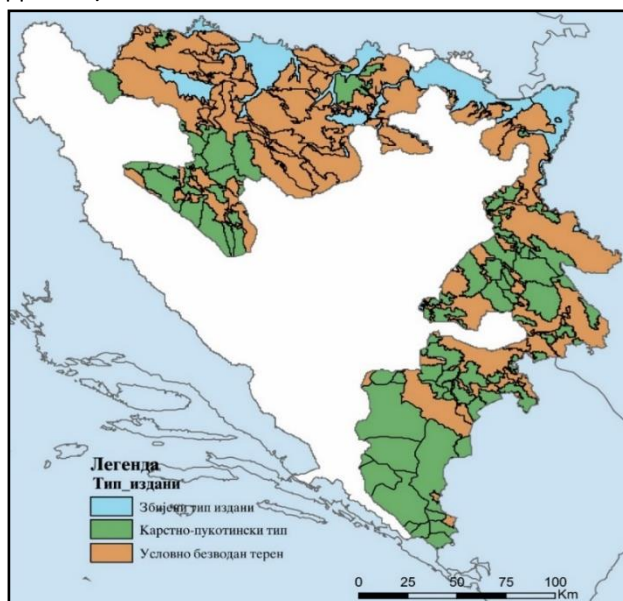 Легенда
Тип_издани
Збијени тип издани
Карстно-пукотински тип
Условно безводан терен
0 25 50 75 100
Km